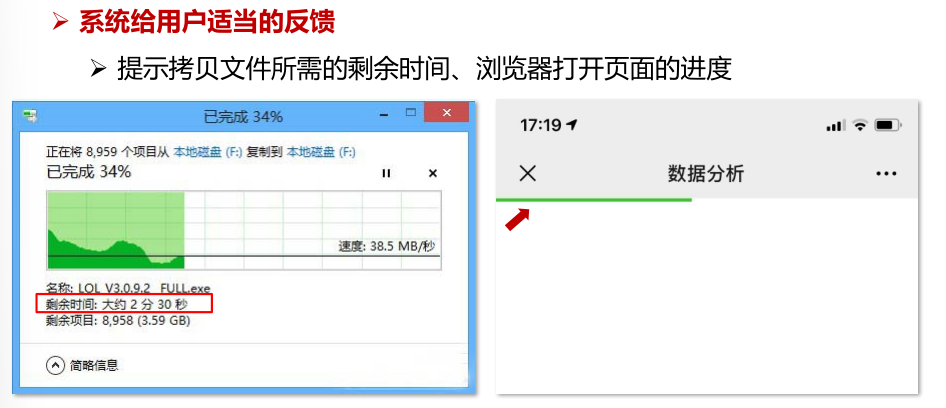 系统给用户适当的反馈
提示拷贝文件所需的剩余时间、浏览器打开页面的进度
已完成 34%
正在将 8,959 个项目从 本地磁盘 (F:) 复制到 本地磁盘 (F:)
已完成 34%
速度: 38.5 MB/秒
名称: LOL_V3.0.9.2_FULL.exe
剩余时间: 大约 2 分 30 秒
剩余项目: 8,958 (3.59 GB)
简略信息
17:19
数据分析